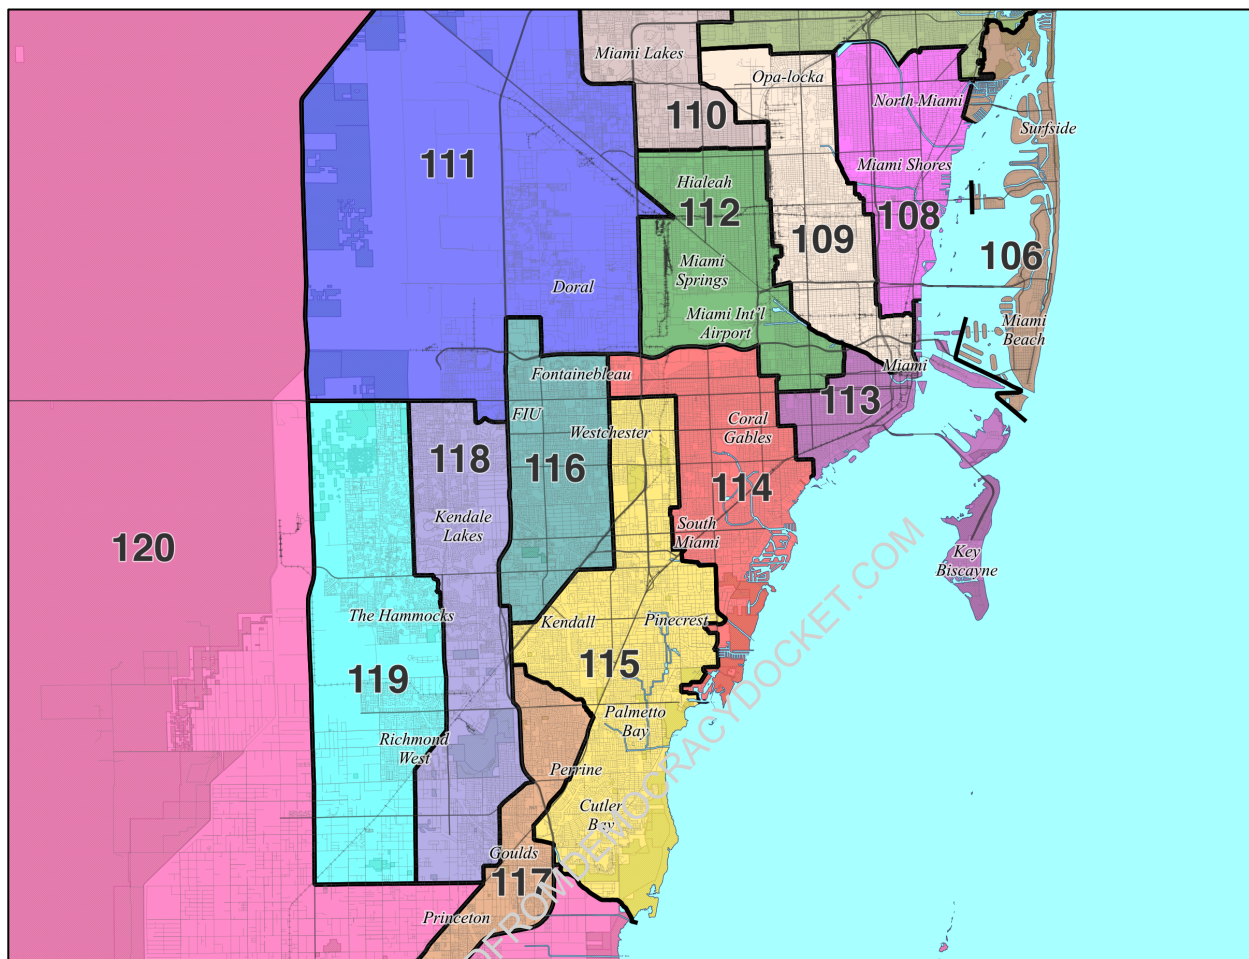 Miami Lakes
Opa-locka
110
North Miami
Surfside
111
Miami Shores
Hialeah
112
108
109
106
Miami
Springs
Doral
Miami Int'l
Airport
Miami
Beach
Fontainebleau
Miami
113
FIU
Westchester
Coral
Gables
118
116
114
Kendale
Lakes
South
Miami
120
Key
Biscayne
The Hammocks
Kendall
Pinecrest
115
119
Palmetto
Bay
Richmond
West
Perrine
Cutler
Bay
Goulds
117
Princeton
DFROMDEMOCRACYDOCKET.COM